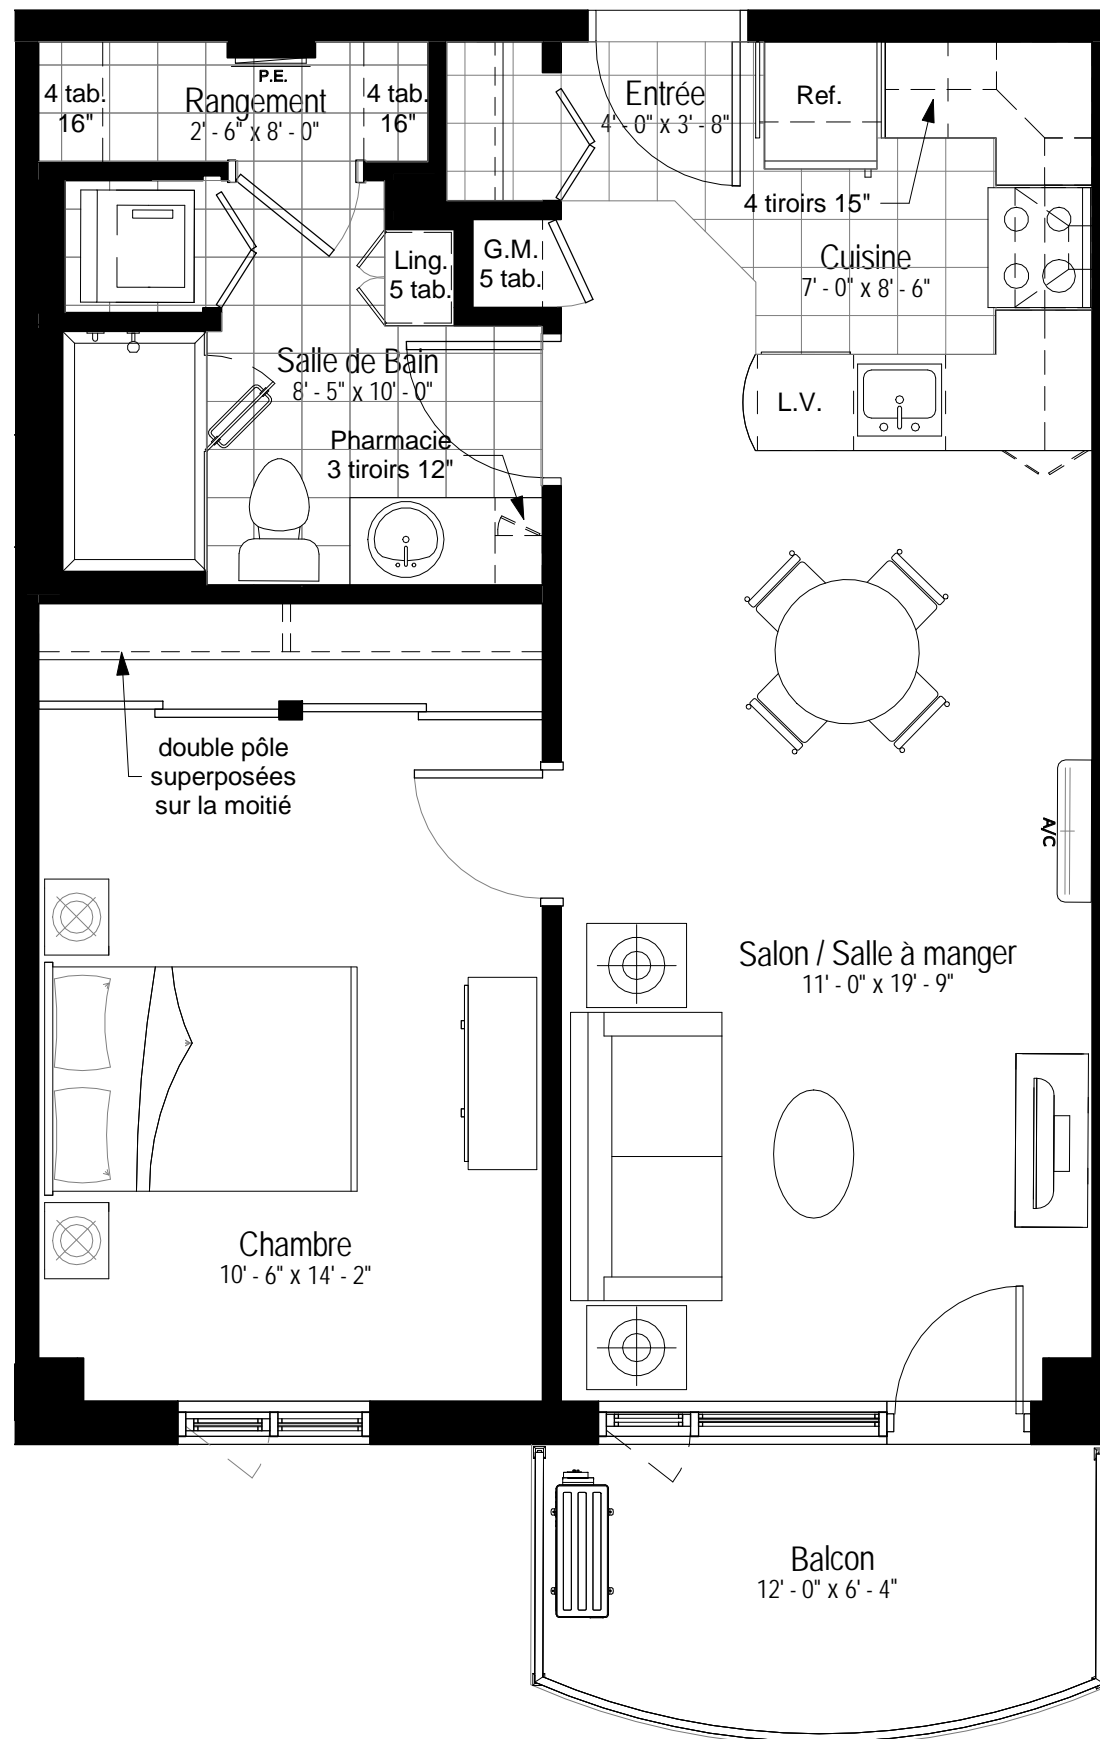 P.E.
4 tab.
16"
Rangement
2' - 6" x 8' - 0"
4 tab.
16"
Entrée
4' - 0" x 3' - 8"
Ref.
4 tiroirs 15"
Ling.
5 tab.
G.M.
5 tab.
Cuisine
7' - 0" x 8' - 6"
Salle de Bain
8' - 5" x 10' - 0"
L.V.
Pharmacie
3 tiroirs 12"
double pôle
superposées
sur la moitié
A/C
Salon / Salle à manger
11' - 0" x 19' - 9"
Chambre
10' - 6" x 14' - 2"
Balcon
12' - 0" x 6' - 4"